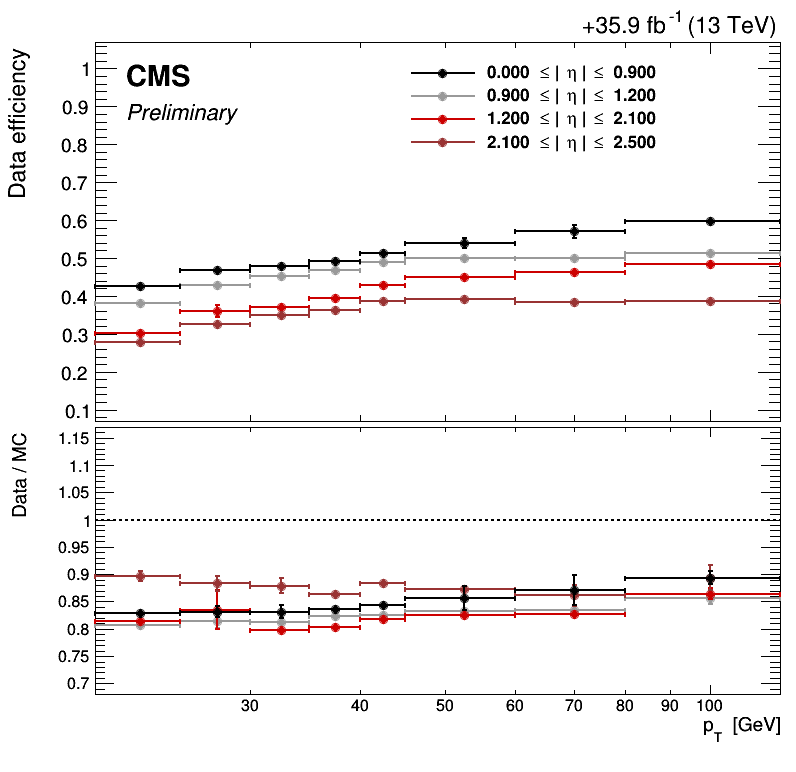 +35.9 fb-1 (13 TeV)
CMS
Preliminary
0.000 ≤| η | ≤ 0.900
0.900 ≤| η | ≤ 1.200
1.200 ≤| η | ≤ 2.100
2.100 ≤| η | ≤ 2.500
Data efficiency
1
0.9
0.8
0.7
0.6
0.5
0.4
0.3
0.2
0.1
Data / MC
1.15
1.1
1.05
1
0.95
0.9
0.85
0.8
0.75
0.7
30 40 50 60 70 80 90 100
pT [GeV]